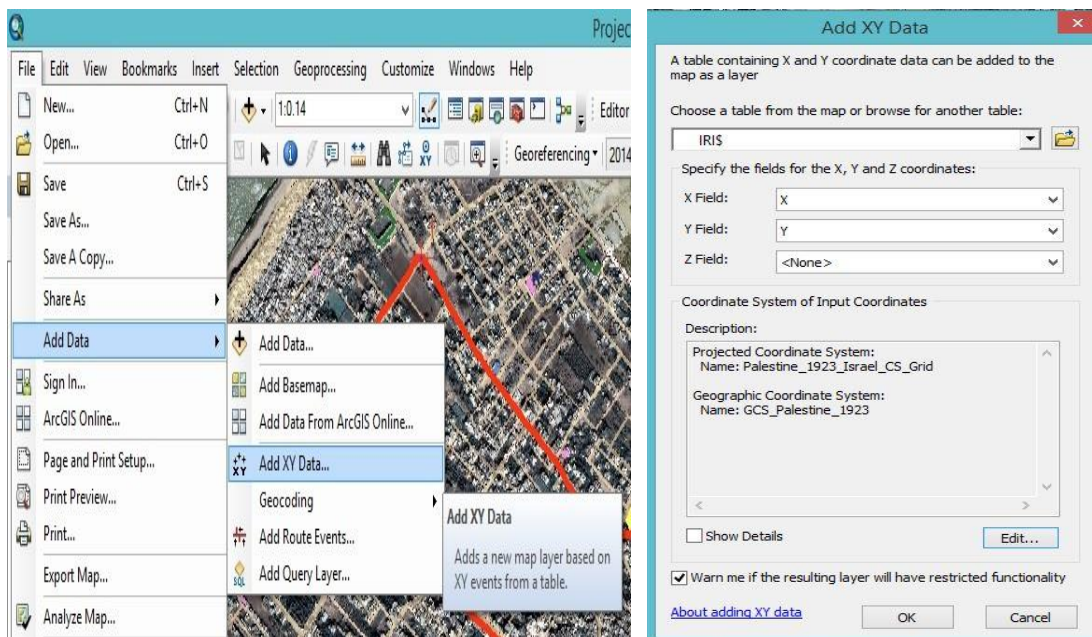 Projec
File Edit View Bookmarks Insert Selection Geoprocessing Customize Windows Help
New... Ctrl+N
1:0.14
Editor
Open... Ctrl+O
Georeferencing 2014
Save Ctrl+S
Save As...
Save A Copy...
Share As
Add Data
Sign In...
ArcGIS Online...
Page and Print Setup...
Print Preview...
Print...
Export Map...
Analyze Map...
Add Data...
Add Basemap...
Add Data From ArcGIS Online...
XY Add XY Data...
Geocoding
Add Route Events...
SQL Add Query Layer...
Add XY Data
Adds a new map layer based on
XY events from a table.
Add XY Data
A table containing X and Y coordinate data can be added to the
map as a layer
Choose a table from the map or browse for another table:
IRI$
Specify the fields for the X, Y and Z coordinates:
X Field: X
Y Field: Y
Z Field: <None>
Coordinate System of Input Coordinates
Description:
Projected Coordinate System:
Name: Palestine_1923_Israel_CS_Grid
Geographic Coordinate System:
Name: GCS_Palestine_1923
Show Details
Edit...
Warn me if the resulting layer will have restricted functionality
About adding XY data
OK
Cancel